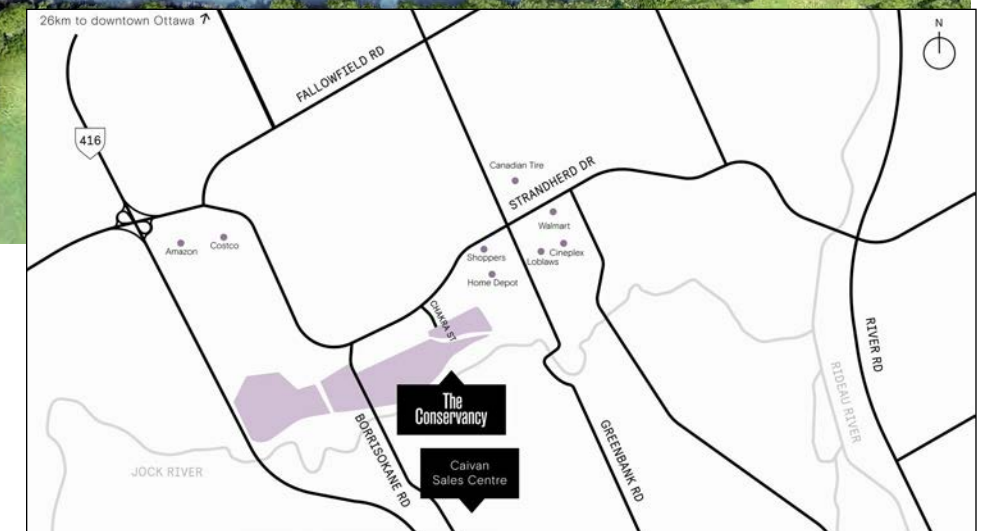 26km to downtown Ottawa
N
FALLOWFIELD RD
416
Canadian Tire
STRANDHERD DR
Walmart
Amazon
Costco
Shoppers
Cineplex
Loblaws
Home Depot
CHAKRA ST
RIVER RD
RIDEAU RIVER
The
Conservancy
BORRISOKANE RD
GREENBANK RD
JOCK RIVER
Caivan
Sales Centre